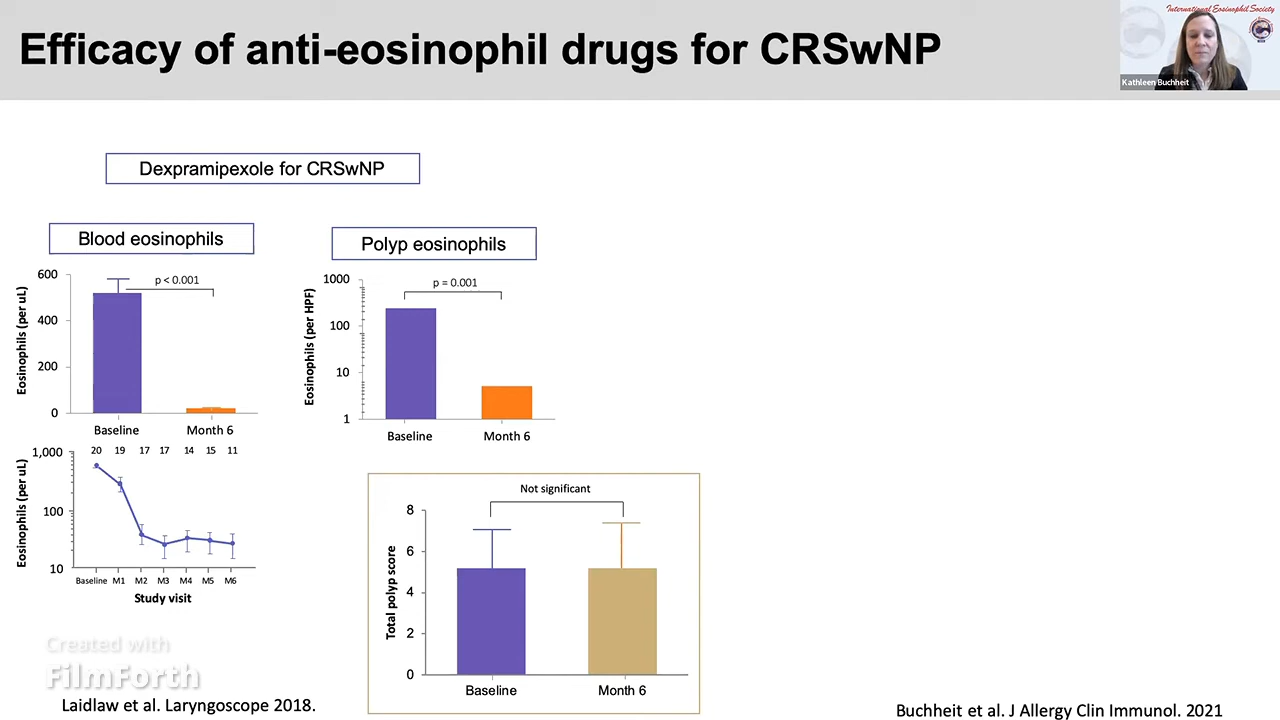 International Eosinophil Society
Efficacy of anti-eosinophil drugs for CRSwNP
Kathleen Buchheit
Dexpramipexole for CRSwNP
Blood eosinophils
Eosinophils (per uL)
600
400
200
0
p < 0.001
Baseline
Month 6
Polyp eosinophils
Eosinophils (per HPF)
1000
100
10
1
p = 0.001
Baseline
Month 6
20 19 17 17 14 15 11
Eosinophils (per uL)
1,000
100
10
Baseline M1 M2 M3 M4 M5 M6
Study visit
Not significant
Total polyp score
8
6
4
2
0
Baseline
Month 6
Created with
FilmForth
Laidlaw et al. Laryngoscope 2018.
Buchheit et al. J Allergy Clin Immunol. 2021